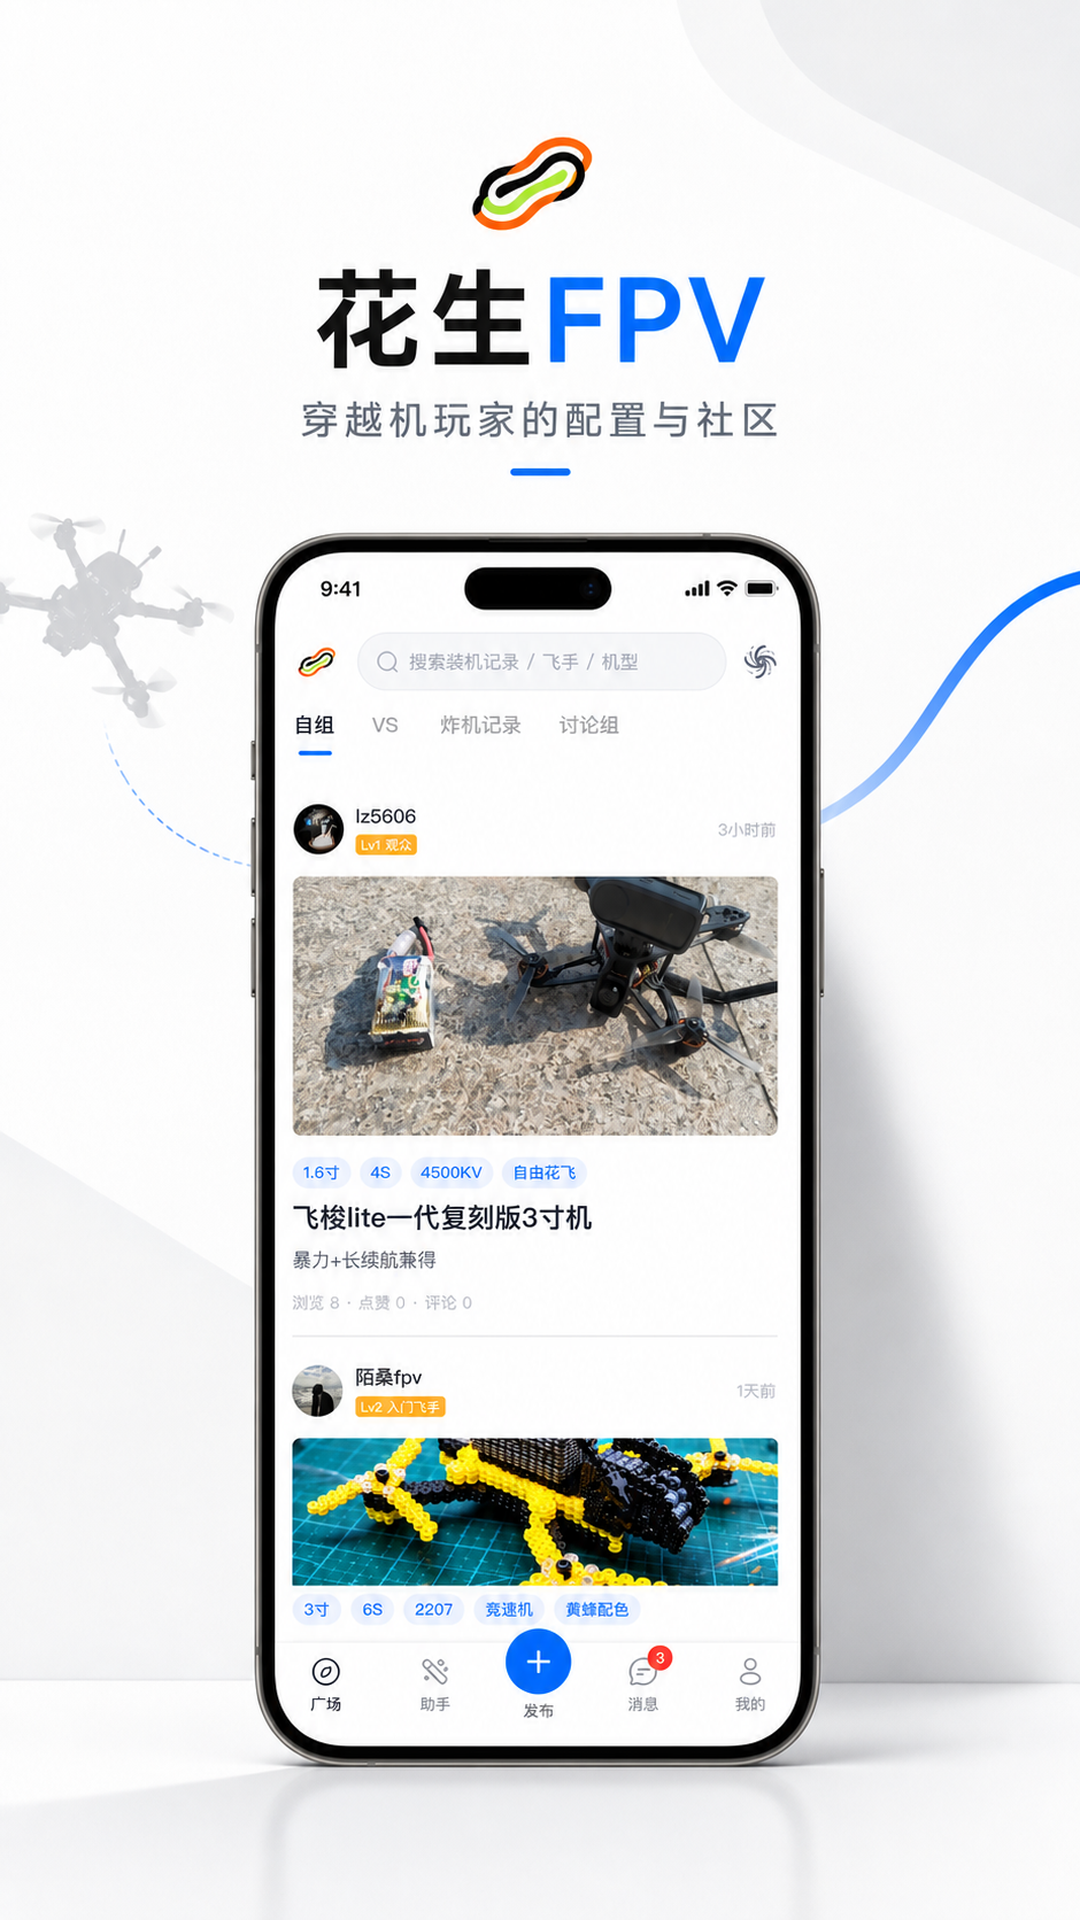 花生FPV
穿越机玩家的配置与社区
9:41
搜索装机记录 / 飞手 / 机型
自组 VS 炸机记录 讨论组
lz5606
Lv1 观众
3小时前
1.6寸 4S 4500KV 自由花飞
飞梭lite一代复刻版3寸机
暴力+长续航兼得
浏览 8 · 点赞 0 · 评论 0
陌桑fpv
Lv2 入门飞手
1天前
3寸 6S 2207 竞速机 黄蜂配色
3
广场 助手 发布 消息 我的